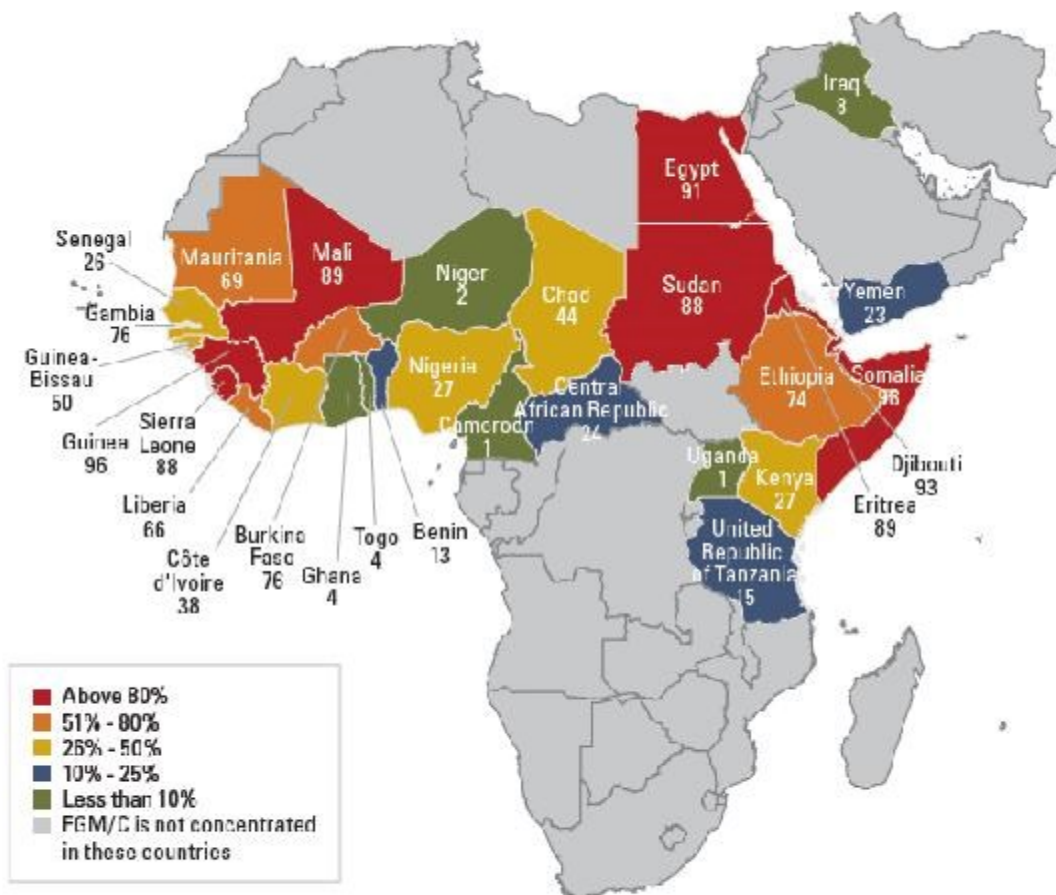 Iraq
8
Egypt
91
Senegal
26
Mauritania
69
Mali
89
Niger
2
Chad
44
Sudan
88
Yemen
23
Gambia
76
Guinea-
Bissau
50
Nigeria
27
Ethiopia
74
Somalia
98
Central
African Republic
24
Cameroon
1
Guinea
96
Sierra
Leone
88
Uganda
1
Kenya
27
Djibouti
93
Eritrea
89
Liberia
66
Côte
d'Ivoire
38
Burkina
Faso
76
Ghana
4
Togo
4
Benin
13
United
Republic
of Tanzania
15
Above 80%
51% - 80%
26% - 50%
10% - 25%
Less than 10%
FGM/C is not concentrated
in these countries